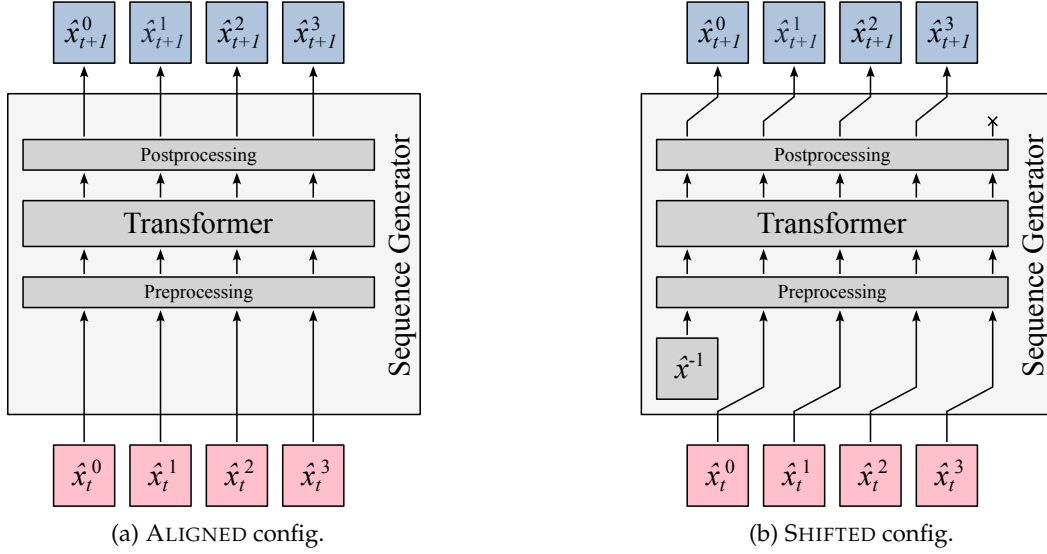 x̂⁰ₜ₊₁ x̂¹ₜ₊₁ x̂²ₜ₊₁ x̂³ₜ₊₁
Postprocessing
Transformer
Preprocessing
Sequence Generator
x̂ₜ⁰ x̂ₜ¹ x̂ₜ² x̂ₜ³
(a) ALIGNED config.
x̂⁰ₜ₊₁ x̂¹ₜ₊₁ x̂²ₜ₊₁ x̂³ₜ₊₁
×
Postprocessing
Transformer
Preprocessing
x̂⁻¹
Sequence Generator
x̂ₜ⁰ x̂ₜ¹ x̂ₜ² x̂ₜ³
(b) SHIFTED config.